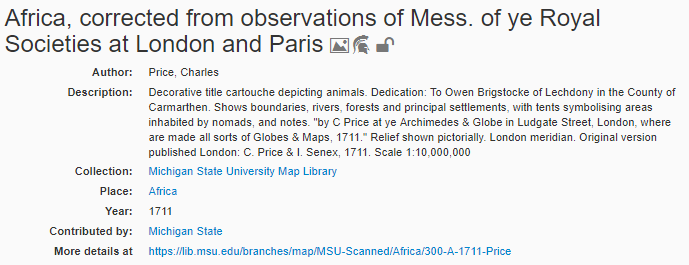 Africa, corrected from observations of Mess. of ye Royal
Societies at London and Paris
Author: Price, Charles
Description: Decorative title cartouche depicting animals. Dedication: To Owen Brigstocke of Lechdony in the County of
Carmarthen. Shows boundaries, rivers, forests and principal settlements, with tents symbolising areas
inhabited by nomads, and notes. "by C Price at ye Archimedes & Globe in Ludgate Street, London, where
are made all sorts of Globes & Maps, 1711." Relief shown pictorially. London meridian. Original version
published London: C. Price & I. Senex, 1711. Scale 1:10,000,000
Collection: Michigan State University Map Library
Place: Africa
Year: 1711
Contributed by: Michigan State
More details at https://lib.msu.edu/branches/map/MSU-Scanned/Africa/300-A-1711-Price